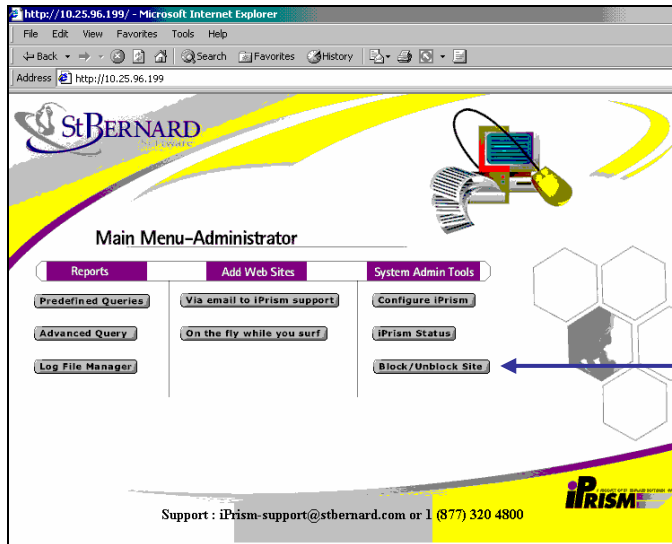 http://10.25.96.199/ - Microsoft Internet Explorer
File Edit View Favorites Tools Help
Back Search Favorites History
Address http://10.25.96.199
StBERNARD
Software
Main Menu-Administrator
Reports Add Web Sites System Admin Tools
Predefined Queries Via email to iPrism support Configure iPrism
Advanced Query On the fly while you surf iPrism Status
Log File Manager Block/Unblock Site
iPRISM
Support : iPrism-support@stbernard.com or 1 (877) 320 4800